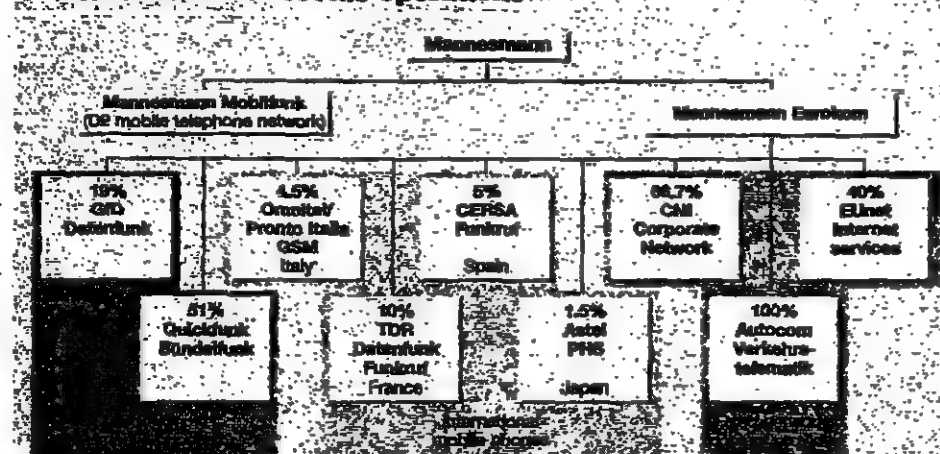 Mannesmann
Mannesmann Mobilfunk
(D2 mobile telephone network)
Mannesmann Eurokom
19%
GfD
Datenfunk
4.5%
Omnitel/
Pronto Italia
GSM
Italy
5%
CERSA
Funkruf
Spain
66.7%
CNI
Corporate
Network
40%
EUnet
Internet
services
51%
Quickfunk
Bündelfunk
10%
TDR
Datenfunk
Funkruf
France
1.5%
Astel
PHS
Japan
100%
Autocom
Verkehrs-
telematik
International
mobile phones